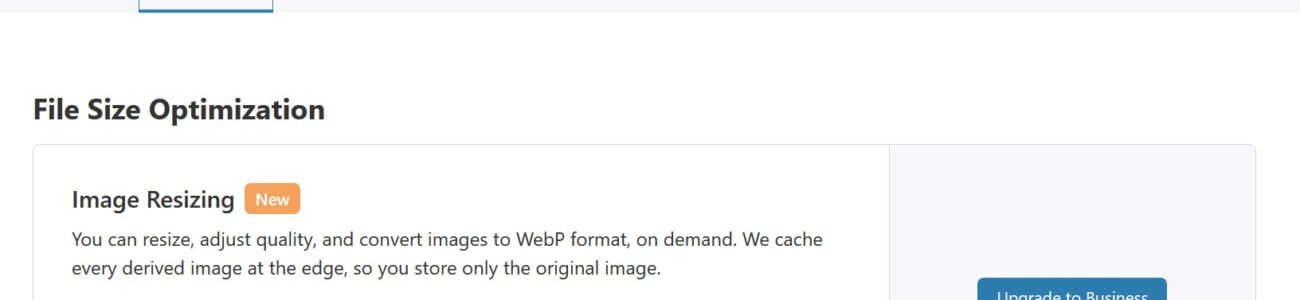 File Size Optimization
Image Resizing New
You can resize, adjust quality, and convert images to WebP format, on demand. We cache
every derived image at the edge, so you store only the original image.
Upgrade to Business